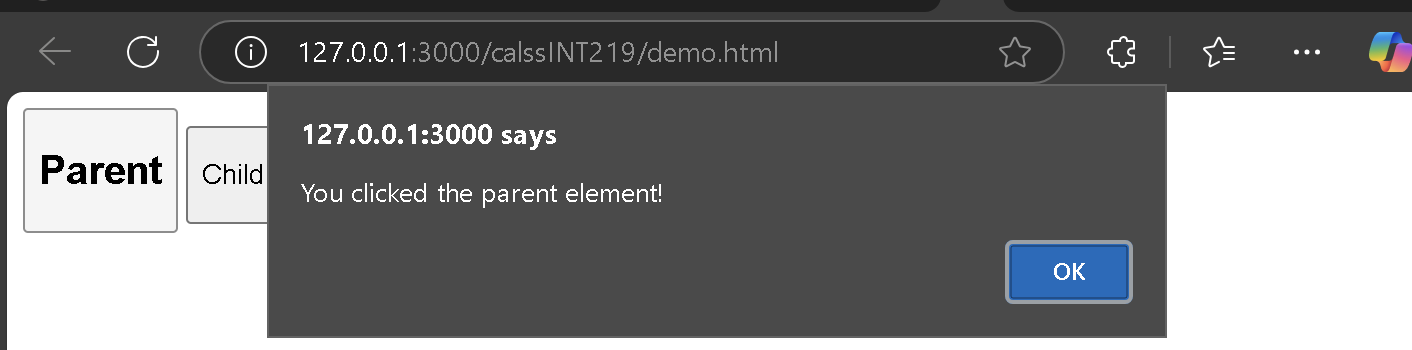 127.0.0.1:3000/calssINT219/demo.html
Parent
Child
127.0.0.1:3000 says
You clicked the parent element!
OK